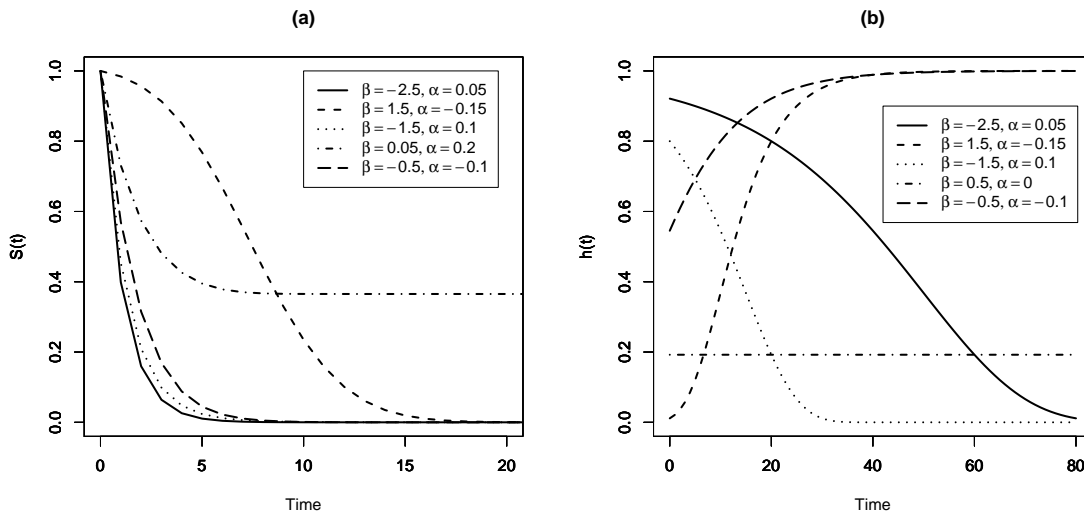 (a)
S(t)
1.0
0.8
0.6
0.4
0.2
0.0
β = −2.5, α = 0.05
β = 1.5, α = −0.15
β = −1.5, α = 0.1
β = 0.05, α = 0.2
β = −0.5, α = −0.1
0 5 10 15 20
Time
(b)
h(t)
1.0
0.8
0.6
0.4
0.2
0.0
β = −2.5, α = 0.05
β = 1.5, α = −0.15
β = −1.5, α = 0.1
β = 0.5, α = 0
β = −0.5, α = −0.1
0 20 40 60 80
Time